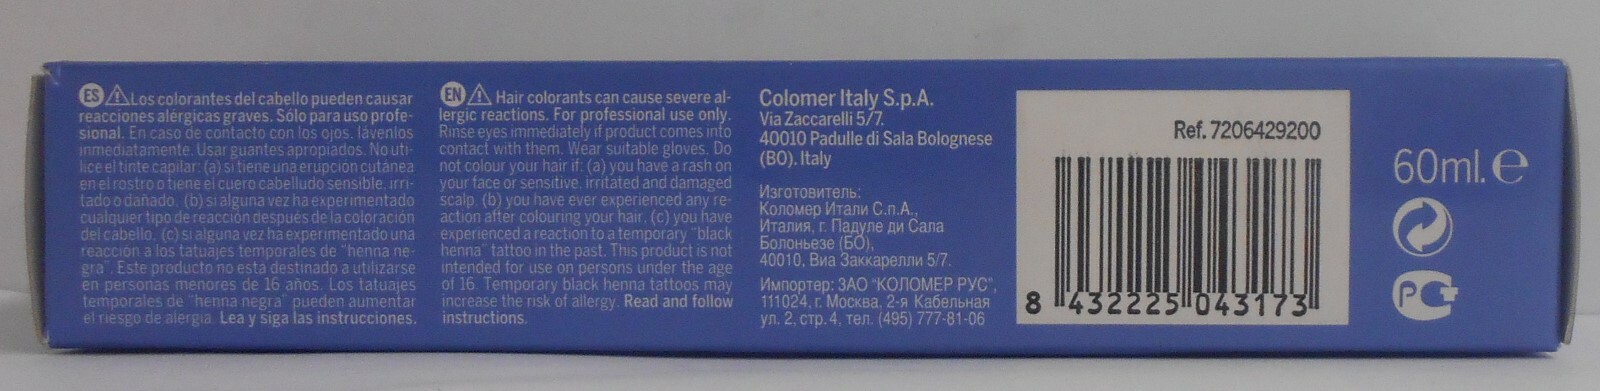 ES Los colorantes del cabello pueden causar
reacciones alérgicas graves. Sólo para uso profe-
sional. En caso de contacto con los ojos, lávenlos
inmediatamente. Usar guantes apropiados. No uti-
lice el tinte capilar: (a) si tiene una erupción cutánea
en el rostro o tiene el cuero cabelludo sensible, irri-
tado o dañado, (b) si alguna vez ha experimentado
cualquier tipo de reacción después de la coloración
del cabello, (c) si alguna vez ha experimentado una
reacción a los tatuajes temporales de "henna ne-
gra". Este producto no está destinado a utilizarse
en personas menores de 16 años. Los tatuajes
temporales de "henna negra" pueden aumentar
el riesgo de alergia. Lea y siga las instrucciones.
EN Hair colorants can cause severe al-
lergic reactions. For professional use only.
Rinse eyes immediately if product comes into
contact with them. Wear suitable gloves. Do
not colour your hair if: (a) you have a rash on
your face or sensitive, irritated and damaged
scalp, (b) you have ever experienced any re-
action after colouring your hair, (c) you have
experienced a reaction to a temporary "black
henna" tattoo in the past. This product is not
intended for use on persons under the age
of 16. Temporary black henna tattoos may
increase the risk of allergy. Read and follow
instructions.
Colomer Italy S.p.A.
Via Zaccarelli 5/7.
40010 Padulle di Sala Bolognese
(BO). Italy
Изготовитель:
Коломер Итали С.п.А.,
Италия, г. Падуле ди Сала
Болоньезе (БО),
40010, Виа Заккарелли 5/7.
Импортер: ЗАО "КОЛОМЕР РУС",
111024, г. Москва, 2-я Кабельная
ул. 2, стр. 4, тел. (495) 777-81-06
Ref. 7206429200
8 432225 043173
60ml. e
РСТ